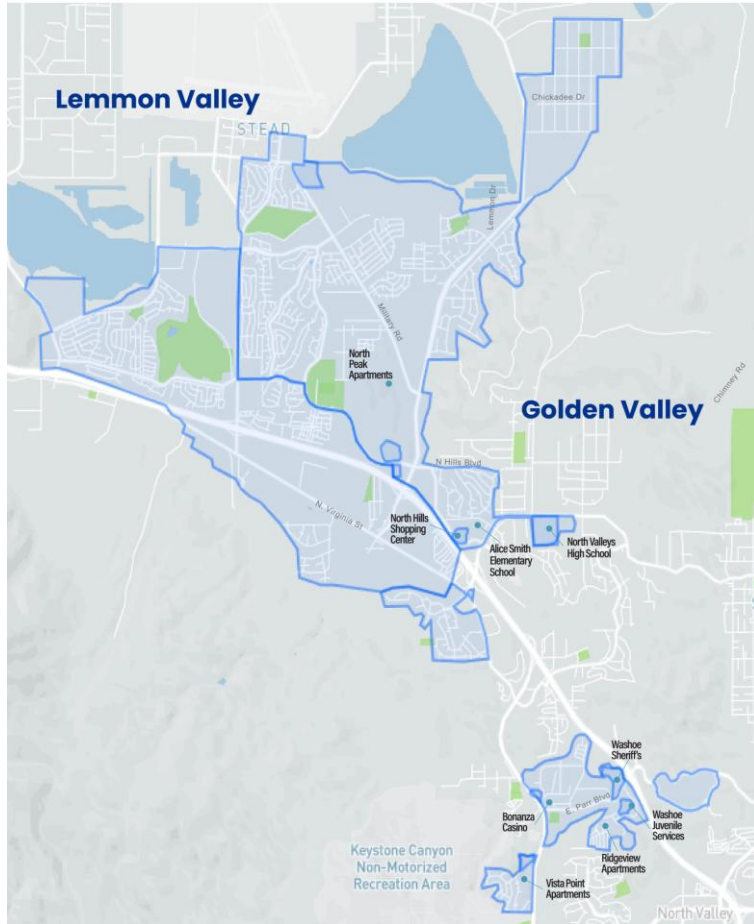 Lemmon Valley
STEAD
Chickadee Dr
Lemmon Dr
Military Rd
North
Peak
Apartments
Chimney Rd
Golden Valley
N Hills Blvd
N. Virginia St
North Hills
Shopping
Center
Alice Smith
Elementary
School
North Valleys
High School
Washoe
Sheriff's
E. Parr Blvd
Bonanza
Casino
Washoe
Juvenile
Services
Ridgeview
Apartments
Keystone Canyon
Non-Motorized
Recreation Area
Vista Point
Apartments
North Valley